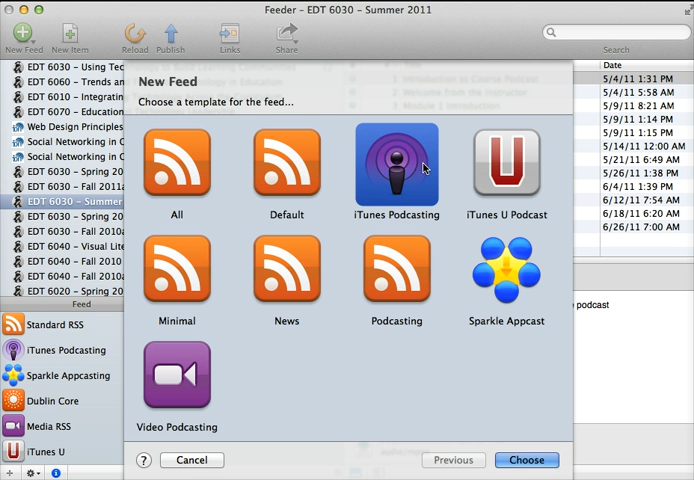 Feeder – EDT 6030 – Summer 2011
New Feed
New Item
Reload
Publish
Links
Share
Search
Date
EDT 6030 – Using Tec
EDT 6060 – Trends an
EDT 6010 – Integratin
EDT 6070 – Education
Web Design Principles
Social Networking in C
Social Networking in C
EDT 6030 – Spring 20
EDT 6030 – Fall 2011a
EDT 6030 – Summer
EDT 6030 – Spring 20
EDT 6030 – Fall 2010a
EDT 6040 – Visual Lite
EDT 6040 – Fall 2010
EDT 6040 – Fall 2010a
EDT 6020 – Spring 201
5/4/11 1:31 PM
5/4/11 5:58 AM
5/9/11 8:21 AM
5/9/11 1:14 PM
5/9/11 1:15 PM
5/14/11 12:00 AM
5/21/11 6:49 AM
5/26/11 1:38 PM
6/4/11 1:39 PM
6/12/11 7:54 AM
6/18/11 6:20 AM
6/26/11 7:00 AM
Feed
Standard RSS
iTunes Podcasting
Sparkle Appcasting
Dublin Core
Media RSS
iTunes U
New Feed
Choose a template for the feed...
All
Default
iTunes Podcasting
U
iTunes U Podcast
Minimal
News
Podcasting
Sparkle Appcast
Video Podcasting
e podcast
?
Cancel
Previous
Choose